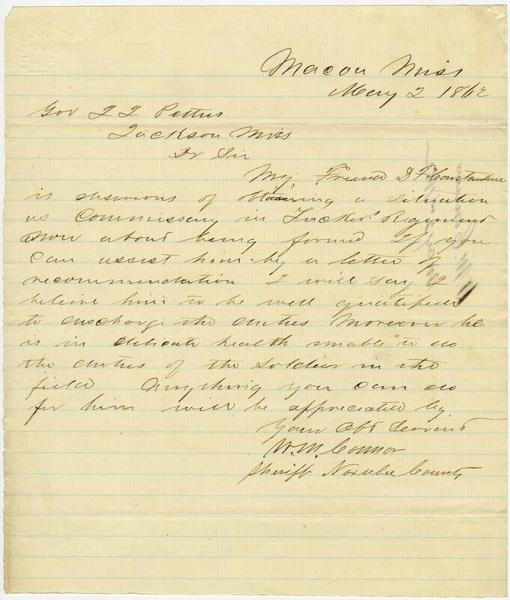 Macon Miss
May 2 1862
Gov J J Pettus
Jackson Miss
Dr Sir
My Friend D F Constantine
is desirious of obtaining a situation
as Commissary in Tucker's Regiment
now about being formed If you
can assist him by a letter of
recommendation I will say I
beleive him to be well qualified
to discharge the duties Moreover he
is in delicate health unable to do
the duties of the Soldier in the
field Anything you can do
for him will be appreciated by
Your Obt Servant
W. M. Connor
Sheriff Noxubee County